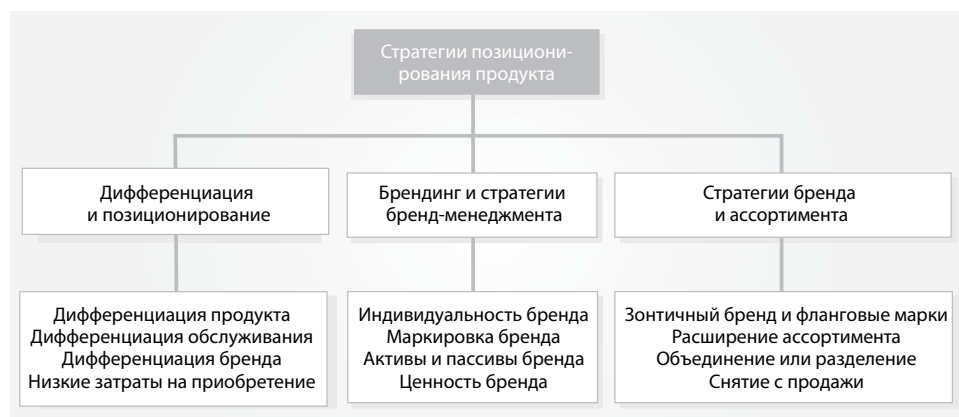 Стратегии позициони-
рования продукта
Дифференциация
и позиционирование
Брендинг и стратегии
бренд-менеджмента
Стратегии бренда
и ассортимента
Дифференциация продукта
Дифференциация обслуживания
Дифференциация бренда
Низкие затраты на приобретение
Индивидуальность бренда
Маркировка бренда
Активы и пассивы бренда
Ценность бренда
Зонтичный бренд и фланговые марки
Расширение ассортимента
Объединение или разделение
Снятие с продажи